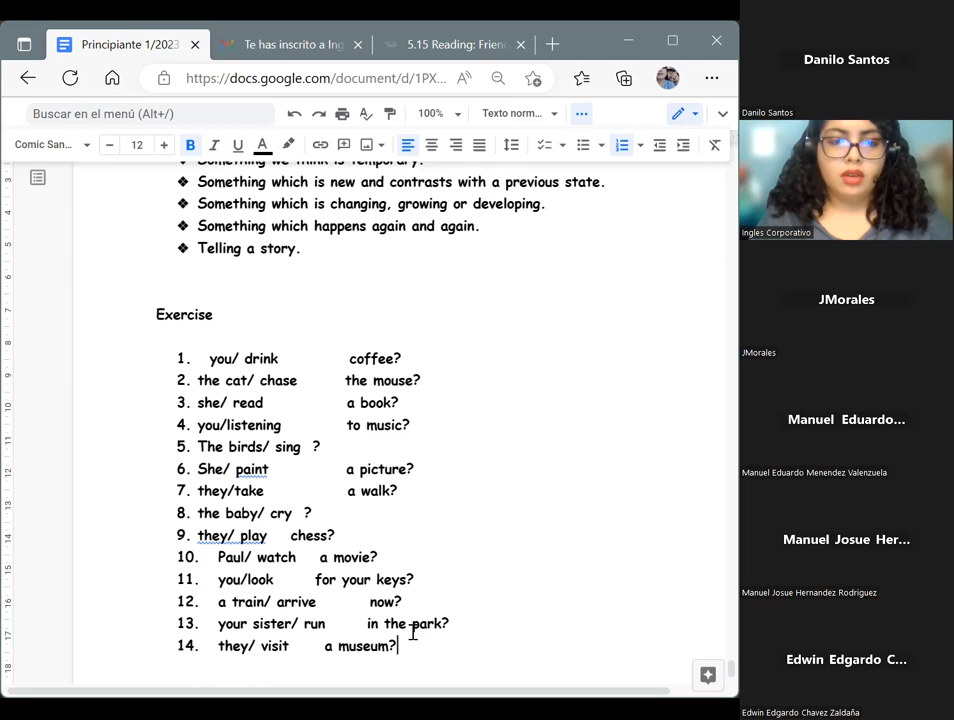 Principiante 1/2023
Te has inscrito a Ing
5.15 Reading: Frien
https://docs.google.com/document/d/1PX...
Buscar en el menú (Alt+/)
100%
Texto norm...
Comic San...
12
Something we think is temporary.
❖ Something which is new and contrasts with a previous state.
❖ Something which is changing, growing or developing.
❖ Something which happens again and again.
❖ Telling a story.
Exercise
1. you/ drink coffee?
2. the cat/ chase the mouse?
3. she/ read a book?
4. you/listening to music?
5. The birds/ sing ?
6. She/ paint a picture?
7. they/take a walk?
8. the baby/ cry ?
9. they/ play chess?
10. Paul/ watch a movie?
11. you/look for your keys?
12. a train/ arrive now?
13. your sister/ run in the park?
14. they/ visit a museum?
Danilo Santos
Danilo Santos
Ingles Corporativo
JMorales
JMorales
Manuel Eduardo...
Manuel Eduardo Menendez Valenzuela
Manuel Josue Her...
Manuel Josue Hernandez Rodriguez
Edwin Edgardo C...
Edwin Edgardo Chavez Zaldaña